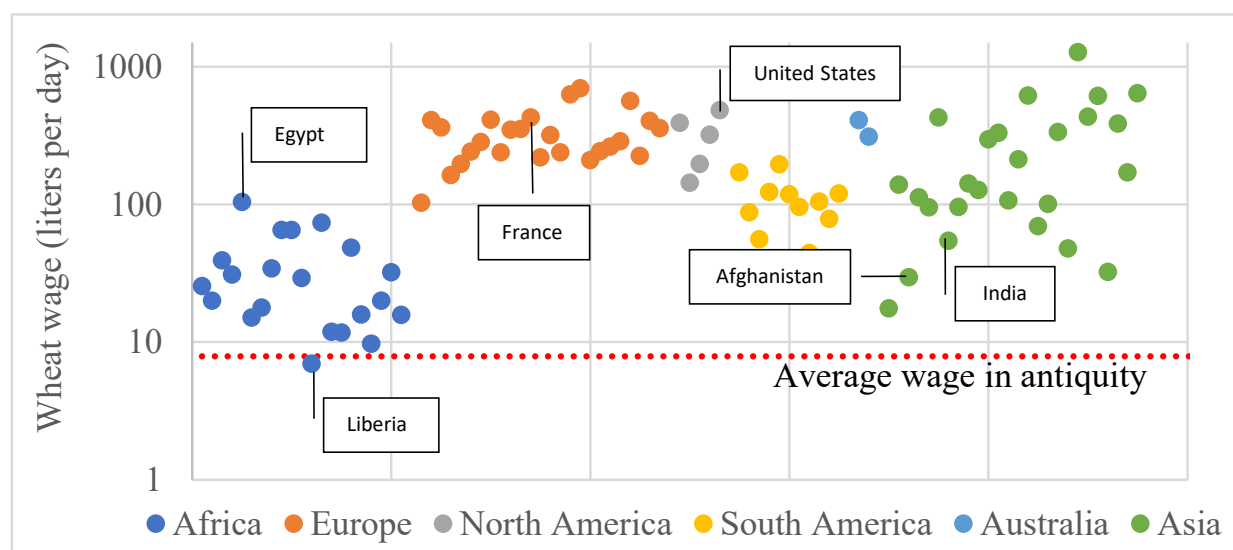 Wheat wage (liters per day)
1000
100
10
1
United States
Egypt
France
Afghanistan
India
Average wage in antiquity
Liberia
Africa Europe North America South America Australia Asia